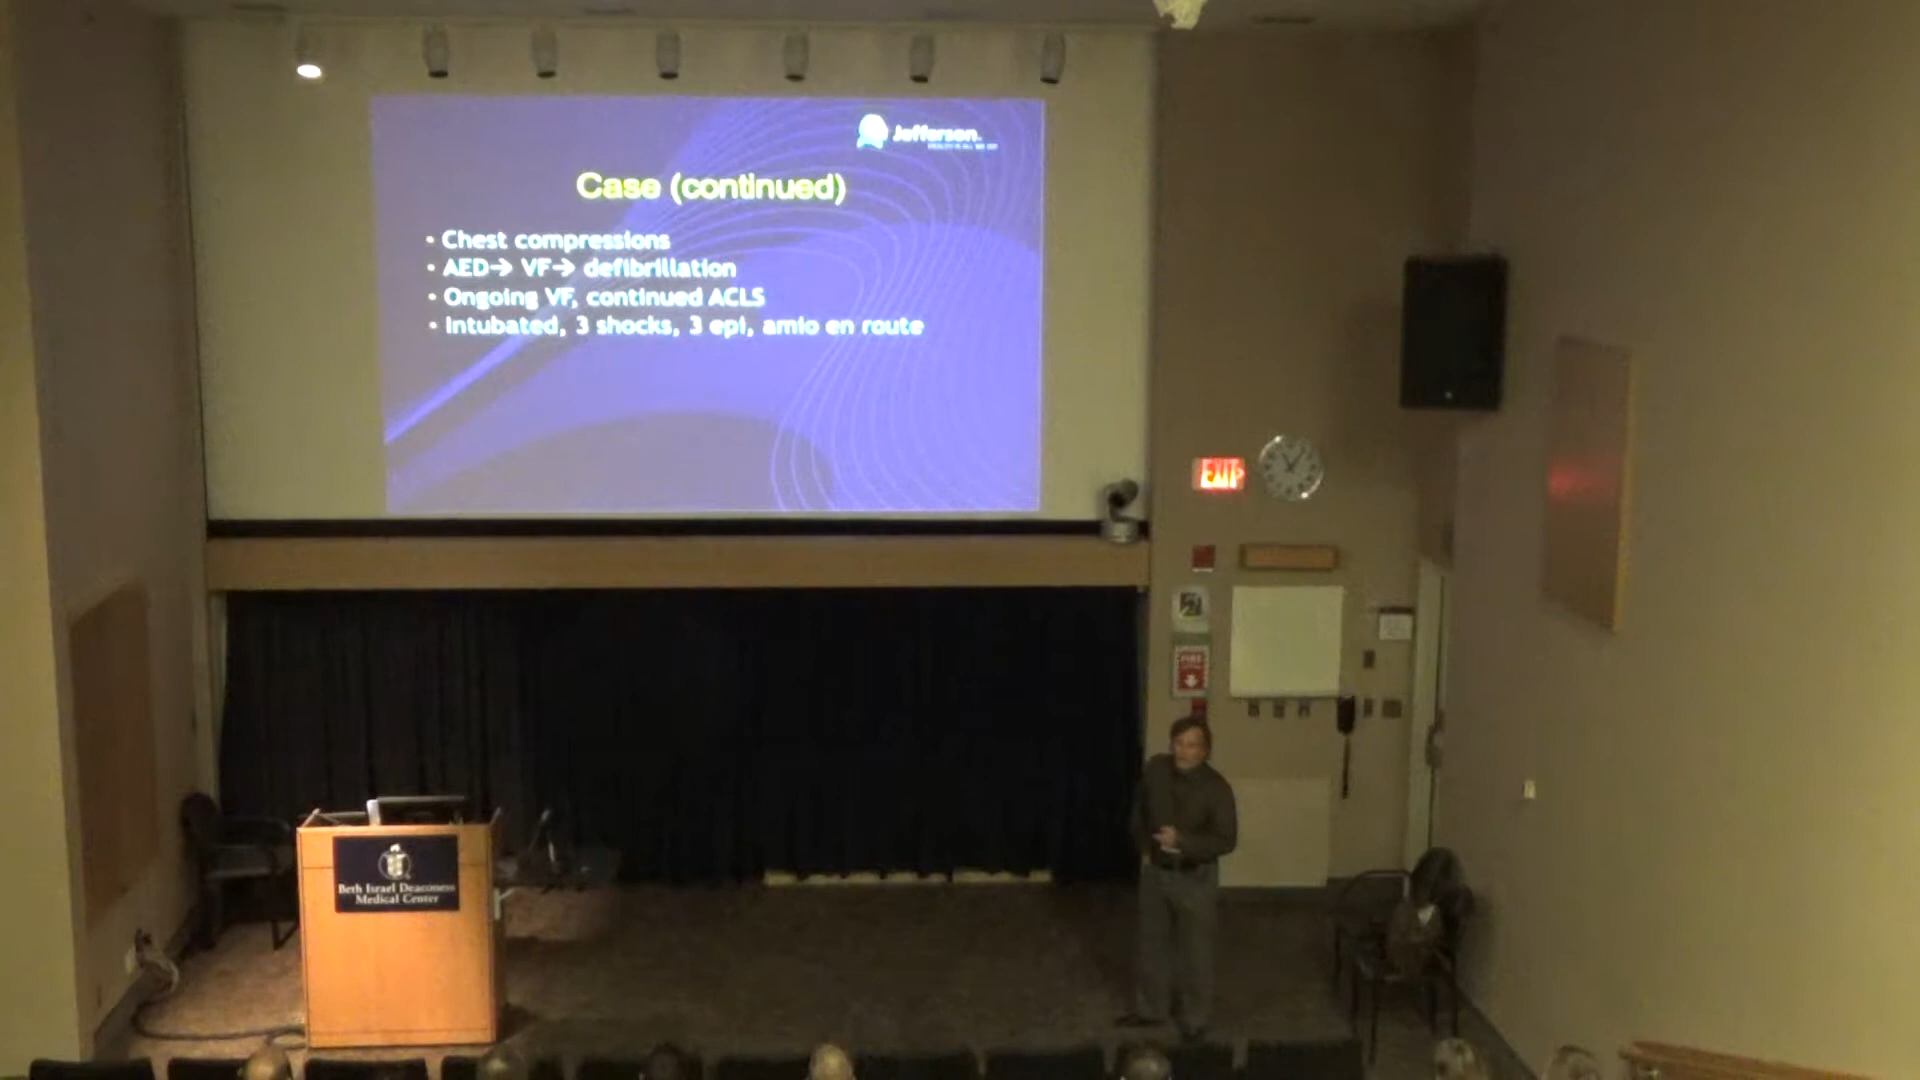 Jefferson.
Case (continued)
• Chest compressions
• AED→ VF→ defibrillation
• Ongoing VF, continued ACLS
• Intubated, 3 shocks, 3 epi, amio en route
EXIT
FIRE
Beth Israel Deaconess
Medical Center